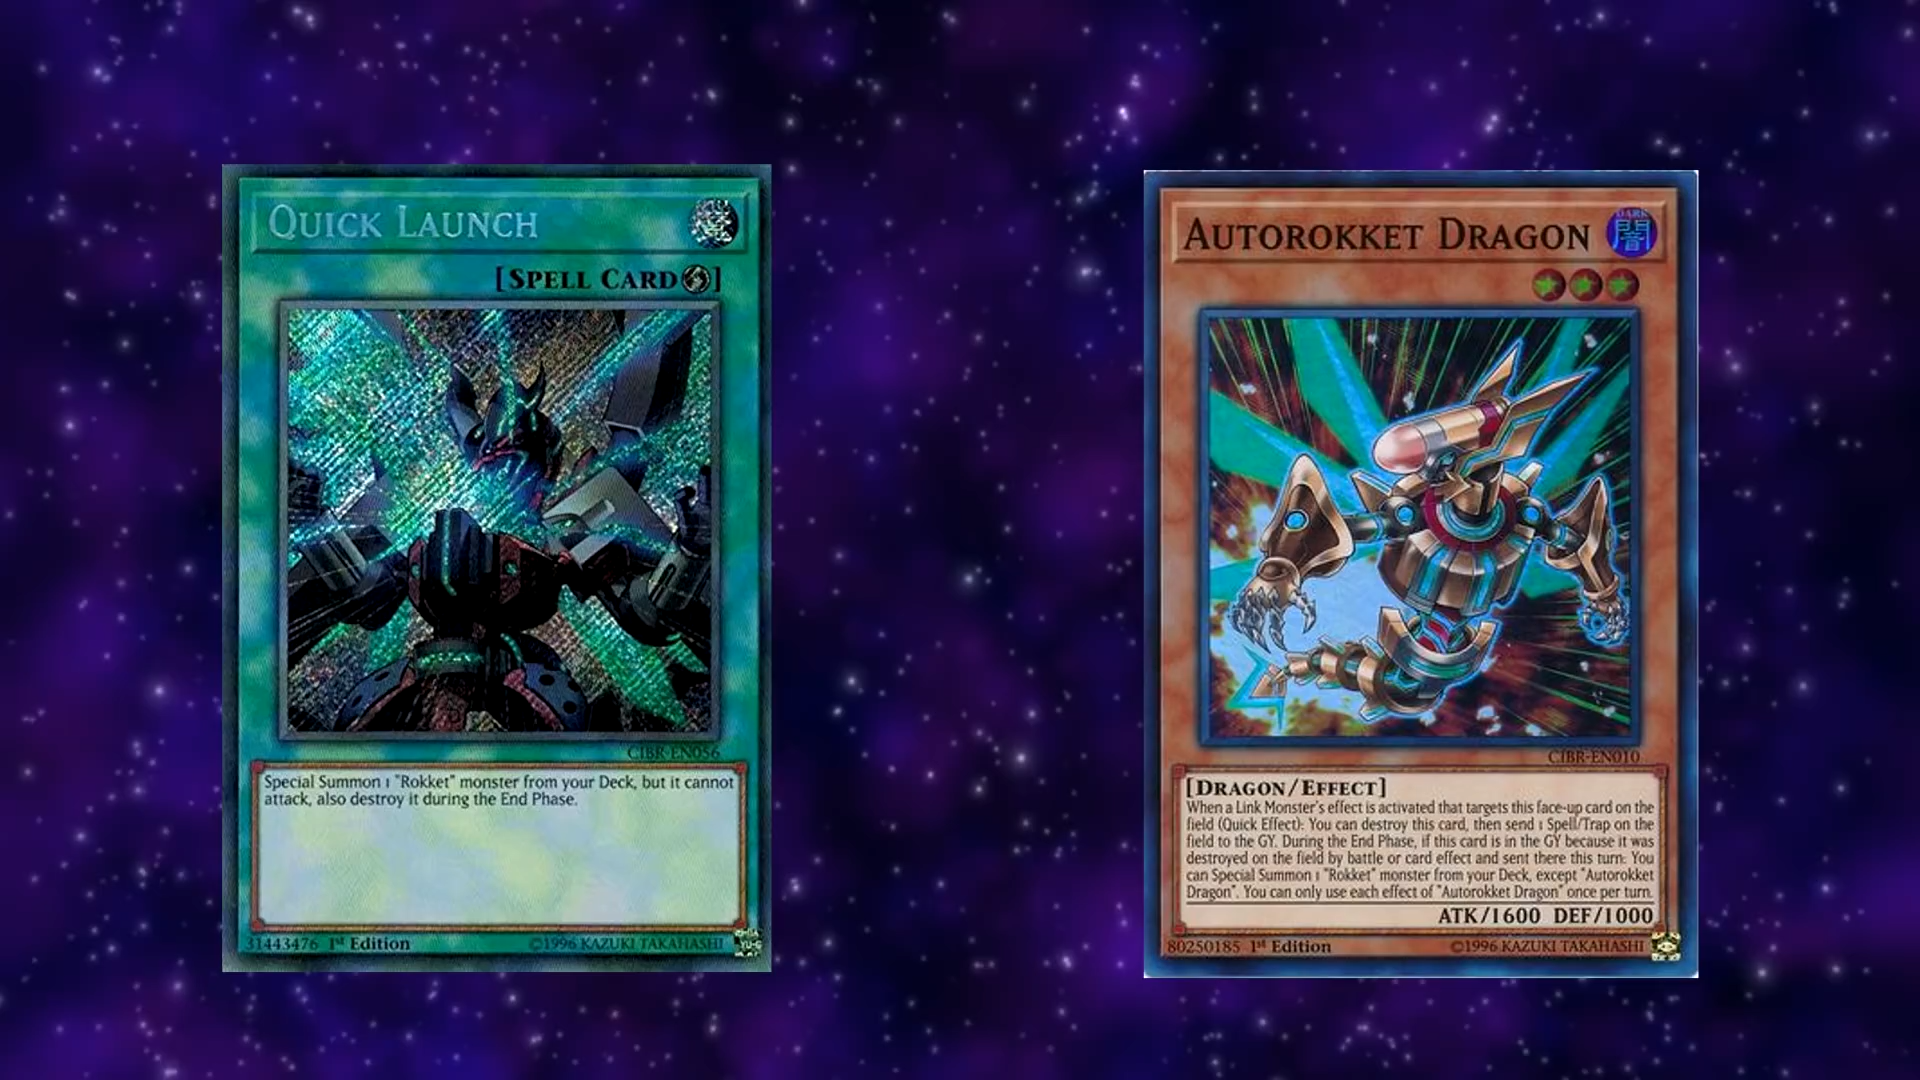 QUICK LAUNCH
[SPELL CARD]
CIBR-EN056
Special Summon 1 "Rokket" monster from your Deck, but it cannot
attack, also destroy it during the End Phase.
31443476 1st Edition ©1996 KAZUKI TAKAHASHI
AUTOROKKET DRAGON
DARK
闇
CIBR-EN010
[DRAGON/EFFECT]
When a Link Monster's effect is activated that targets this face-up card on the
field (Quick Effect): You can destroy this card, then send 1 Spell/Trap on the
field to the GY. During the End Phase, if this card is in the GY because it was
destroyed on the field by battle or card effect and sent there this turn: You
can Special Summon 1 "Rokket" monster from your Deck, except "Autorokket
Dragon". You can only use each effect of "Autorokket Dragon" once per turn.
ATK/1600 DEF/1000
80250185 1st Edition ©1996 KAZUKI TAKAHASHI